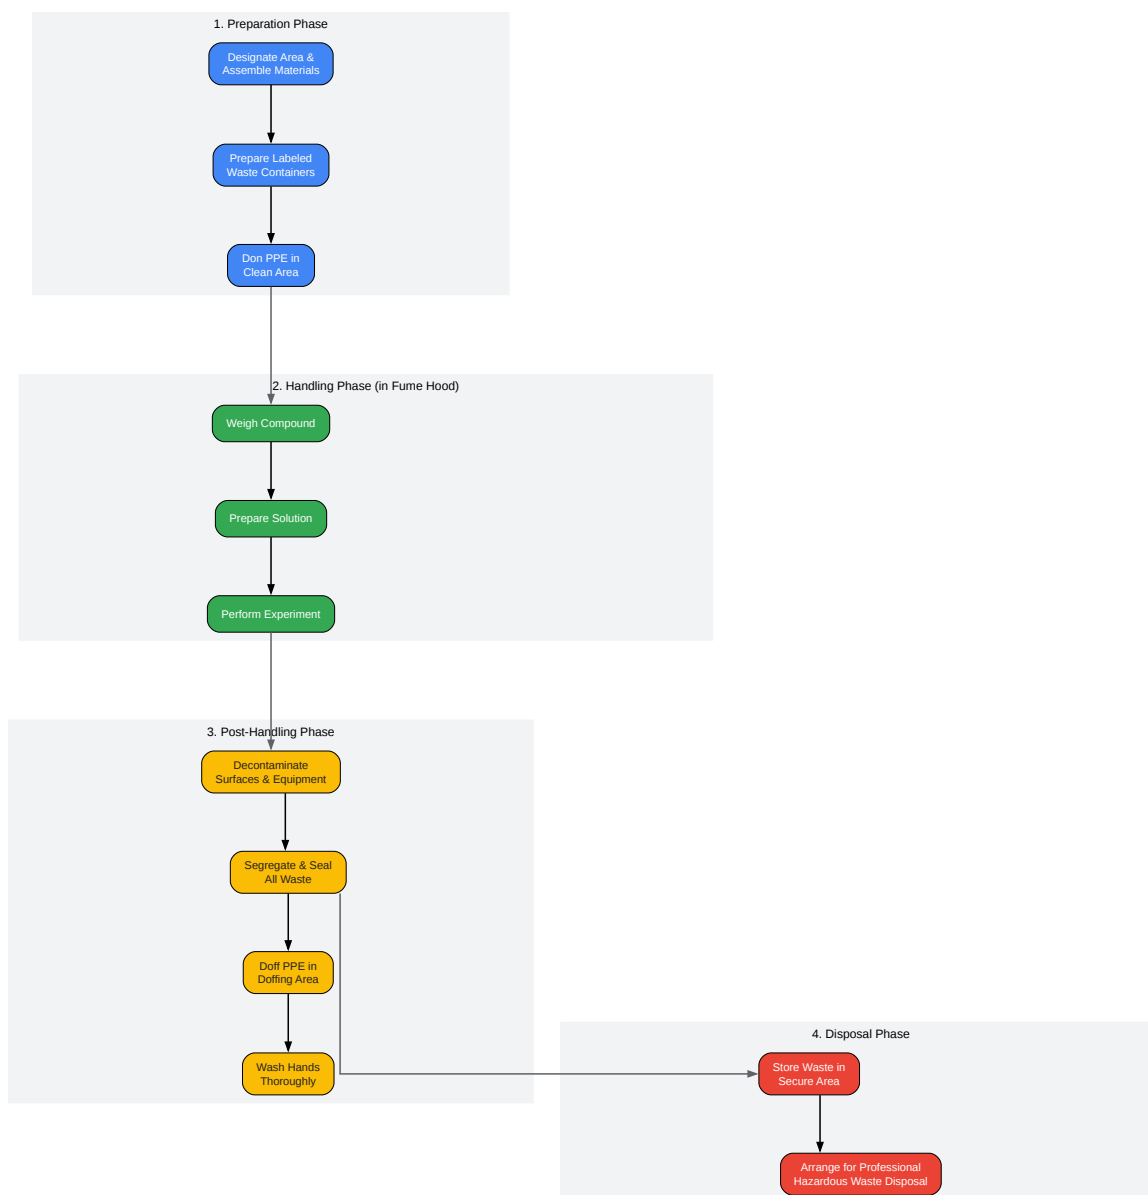 1. Preparation Phase
Designate Area &
Assemble Materials
Prepare Labeled
Waste Containers
Don PPE in
Clean Area
2. Handling Phase (in Fume Hood)
Weigh Compound
Prepare Solution
Perform Experiment
3. Post-Handling Phase
Decontaminate
Surfaces & Equipment
Segregate & Seal
All Waste
Doff PPE in
Doffing Area
Wash Hands
Thoroughly
4. Disposal Phase
Store Waste in
Secure Area
Arrange for Professional
Hazardous Waste Disposal